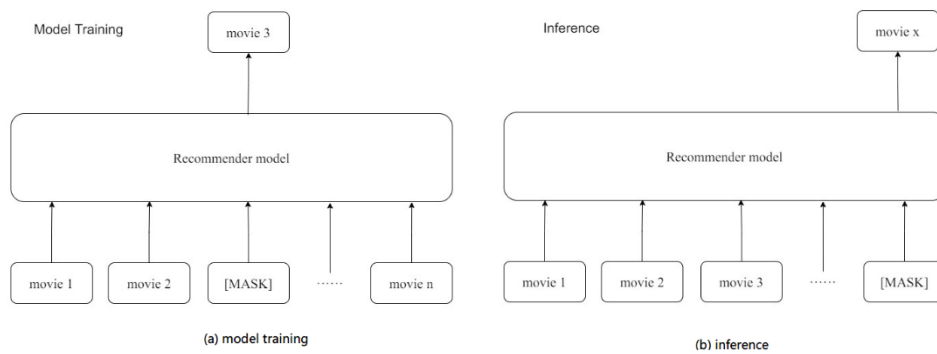 Model Training
movie 3
Recommender model
movie 1
movie 2
[MASK]
......
movie n
(a) model training
Inference
movie x
Recommender model
movie 1
movie 2
movie 3
......
[MASK]
(b) inference